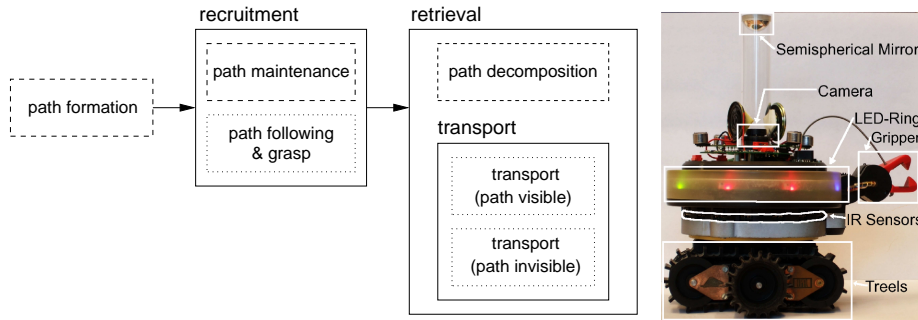 recruitment
retrieval
path formation
path maintenance
path following
& grasp
path decomposition
transport
transport
(path visible)
transport
(path invisible)
Semispherical Mirror
Camera
LED-Ring
Gripper
IR Sensors
Treels